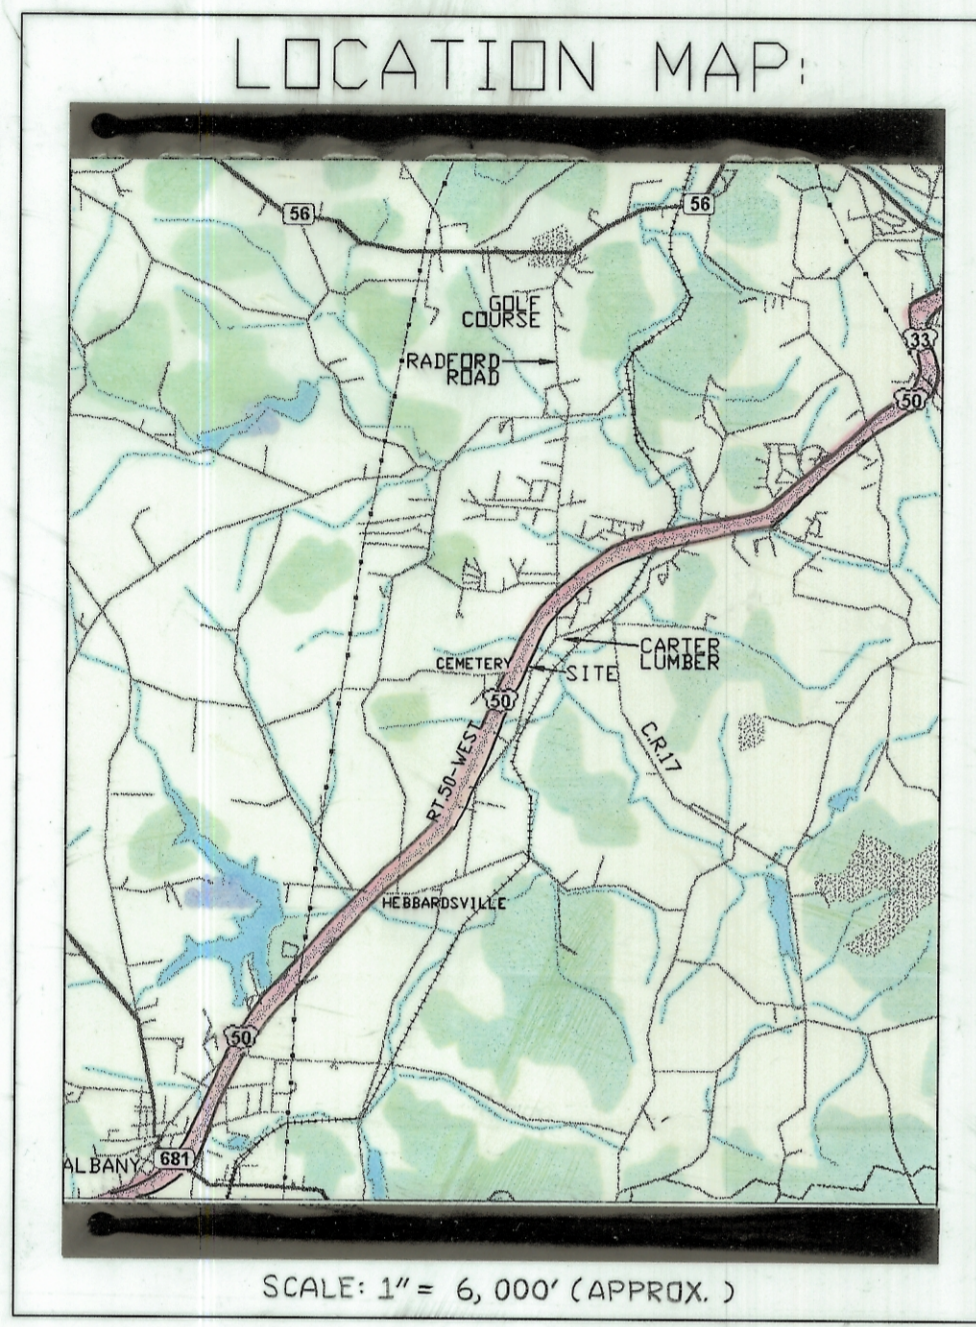 LOCATION MAP:
56
56
GOLF
COURSE
33
RADFORD
ROAD
50
CARTER
LUMBER
CEMETERY
SITE
50
C.R.17
RT.50-WEST
HEBBARDSVILLE
50
ALBANY
681
SCALE: 1" = 6,000' (APPROX.)